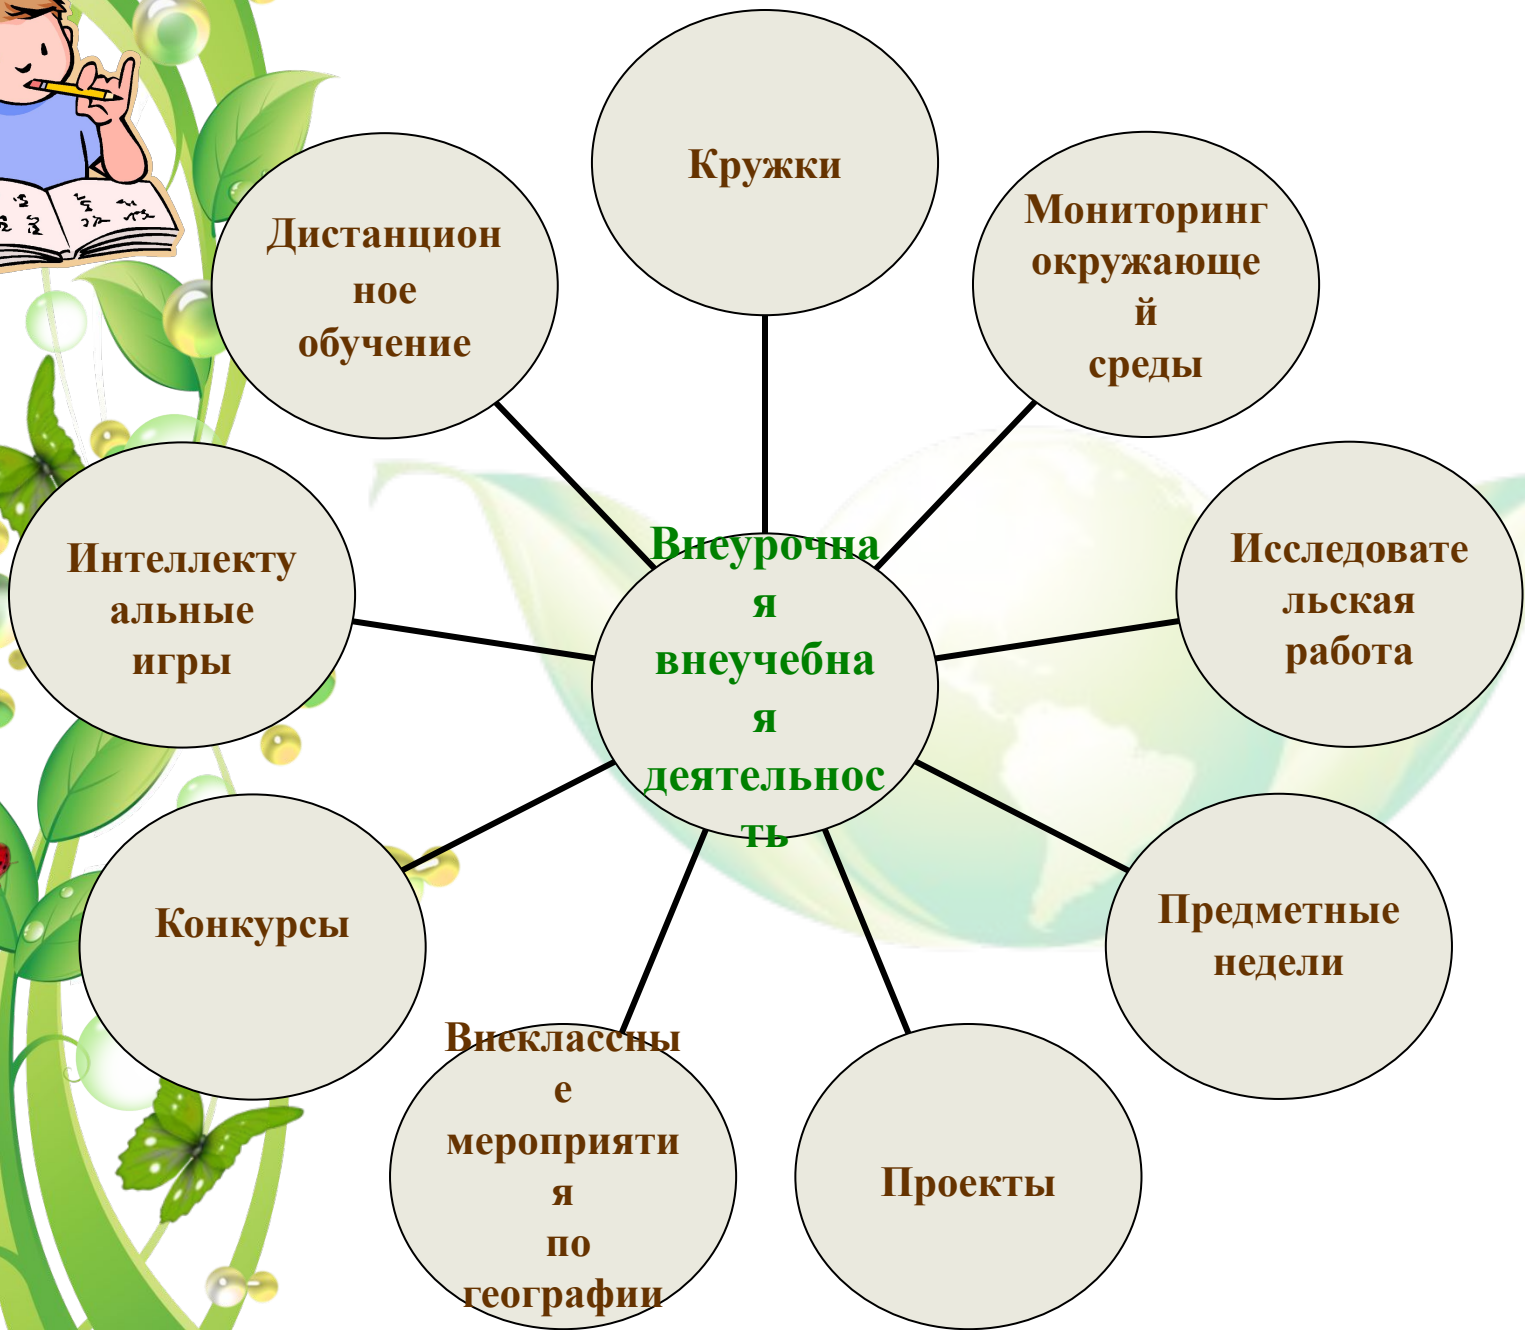 Кружки
Мониторинг
окружающе
й
среды
Исследовате
льская
работа
Предметные
недели
Проекты
Внеклассны
е
мероприяти
я
по
географии
Конкурсы
Интеллекту
альные
игры
Дистанцион
ное
обучение
Внеурочна
я
внеучебна
я
деятельнос
ть